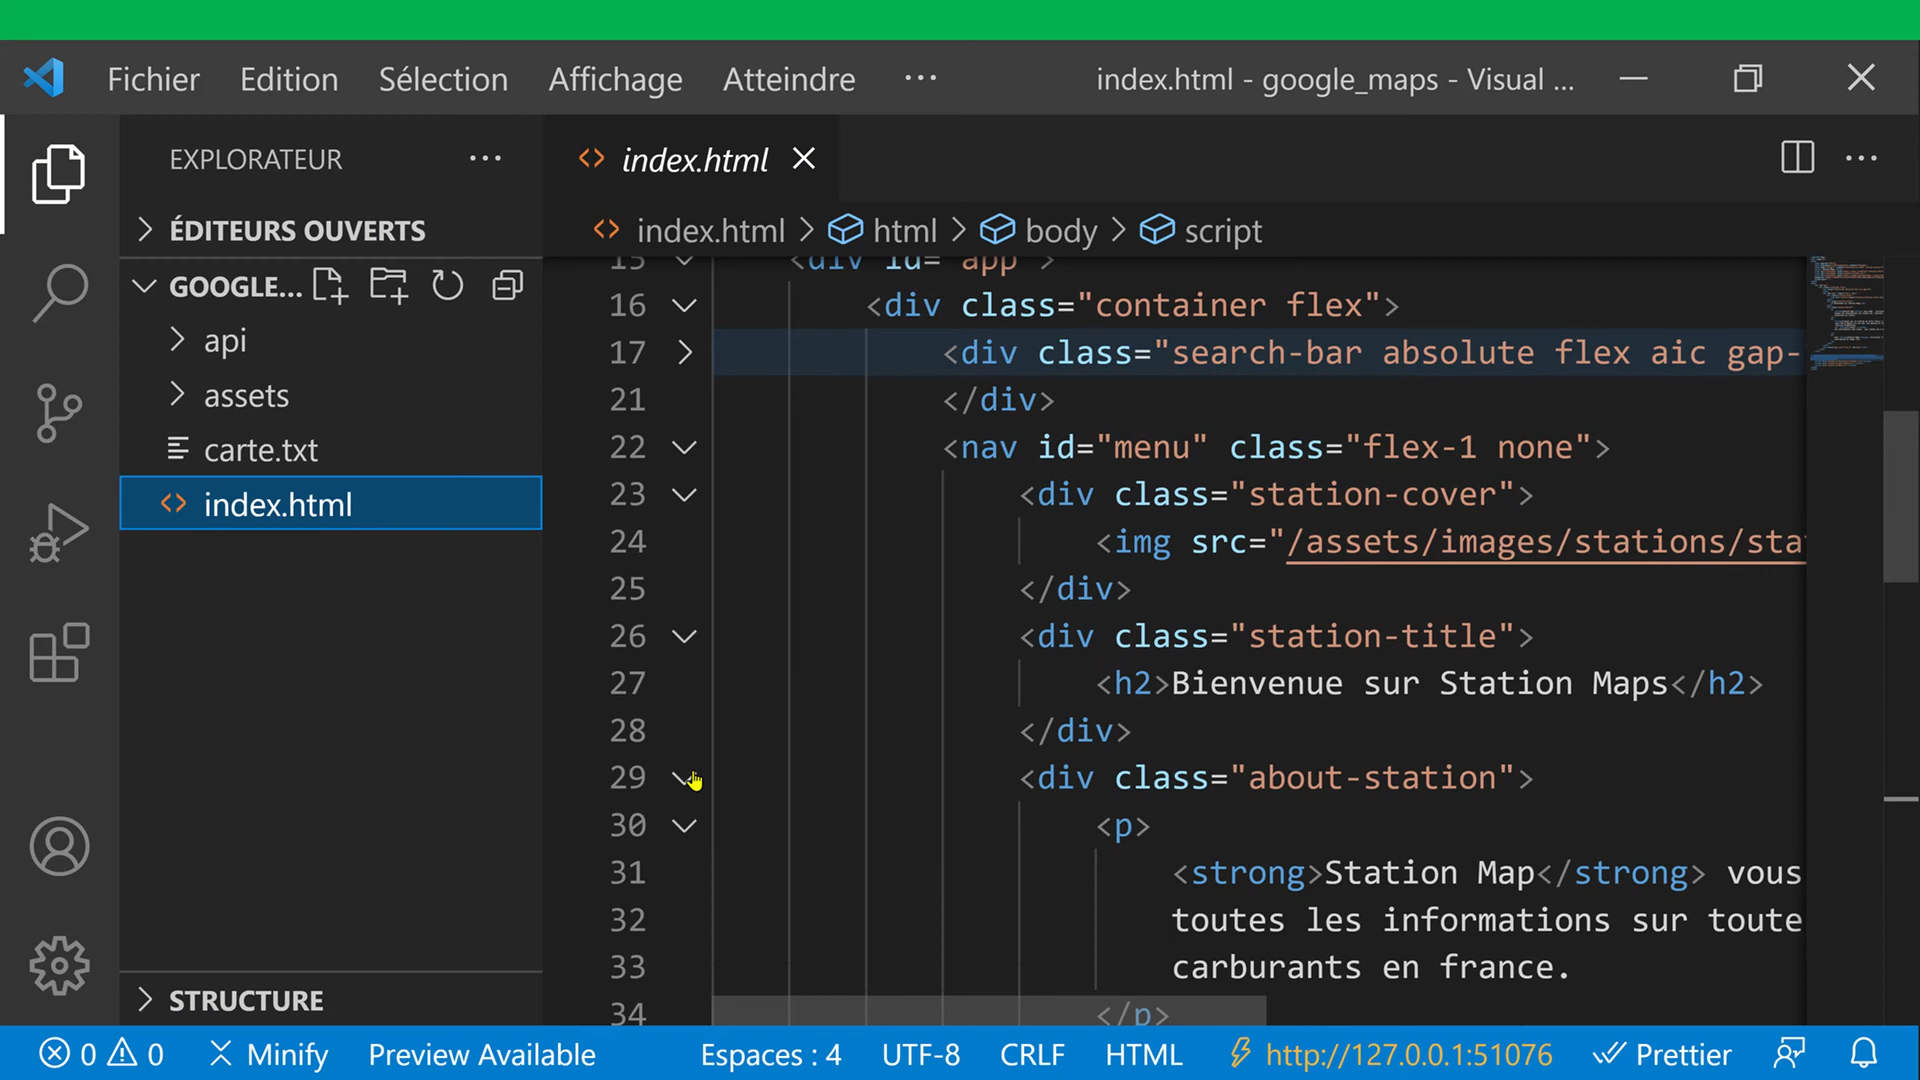 Fichier Edition Sélection Affichage Atteindre ··· index.html - google_maps - Visual ...
EXPLORATEUR ···
index.html ···
ÉDITEURS OUVERTS
index.html > html > body > script
GOOGLE...
api
assets
carte.txt
index.html
STRUCTURE
15 <div id="app">
16 <div class="container flex">
17 <div class="search-bar absolute flex aic gap-
21 </div>
22 <nav id="menu" class="flex-1 none">
23 <div class="station-cover">
24 <img src="/assets/images/stations/sta
25 </div>
26 <div class="station-title">
27 <h2>Bienvenue sur Station Maps</h2>
28 </div>
29 <div class="about-station">
30 <p>
31 <strong>Station Map</strong> vous
32 toutes les informations sur toute
33 carburants en france.
34 </p>
0 0 Minify Preview Available Espaces : 4 UTF-8 CRLF HTML http://127.0.0.1:51076 Prettier